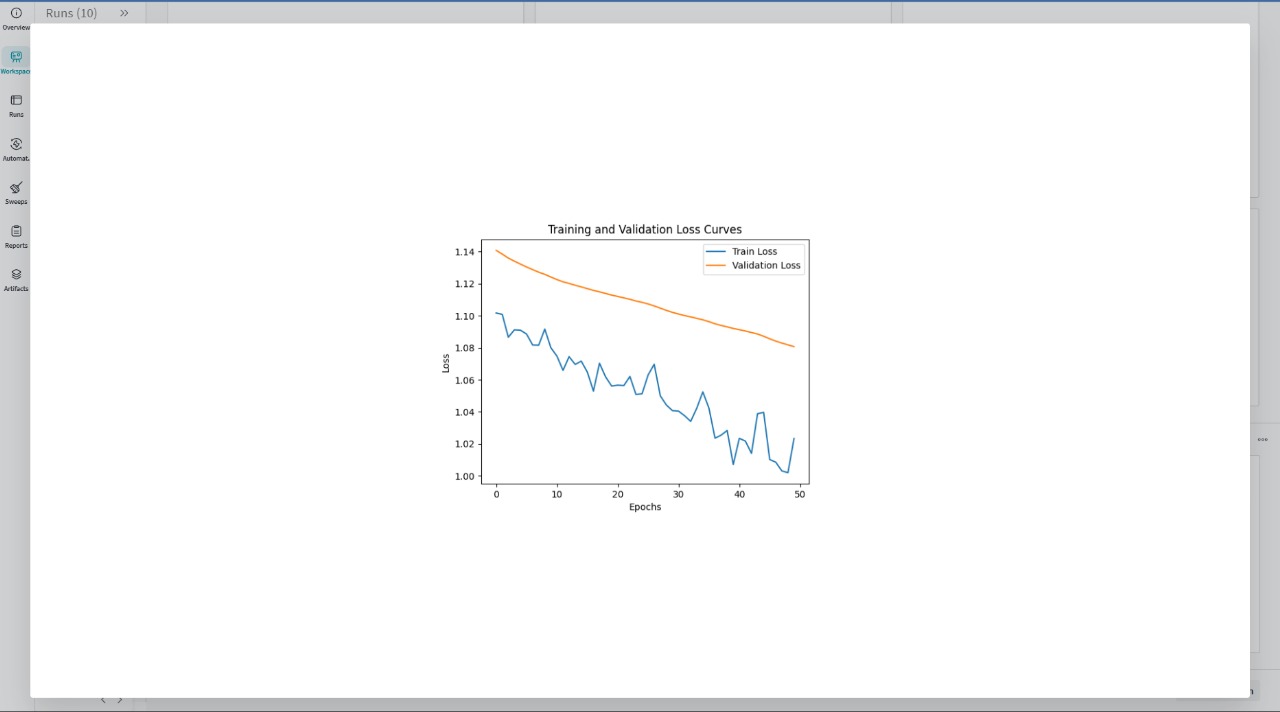 Runs (10)
Overview
Workspac
Runs
Automat.
Sweeps
Reports
Artifacts
Training and Validation Loss Curves
Train Loss
Validation Loss
Loss
1.14
1.12
1.10
1.08
1.06
1.04
1.02
1.00
0 10 20 30 40 50
Epochs